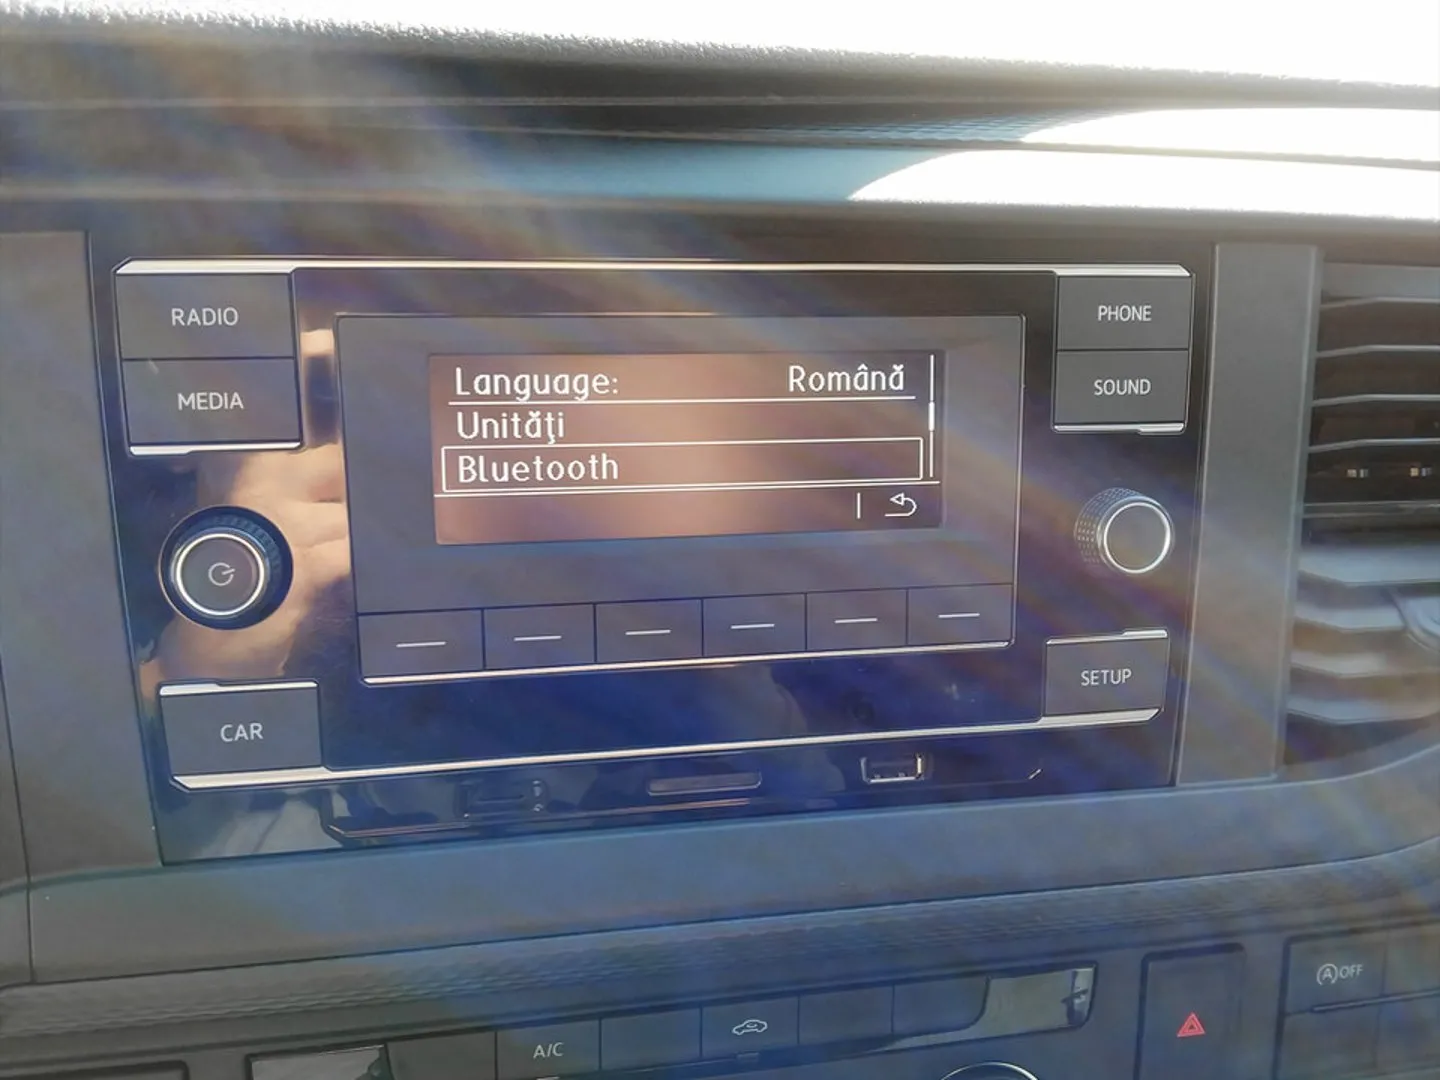 RADIO
MEDIA
Language: Română
Unităţi
Bluetooth
PHONE
SOUND
CAR
SETUP
A/C
A OFF